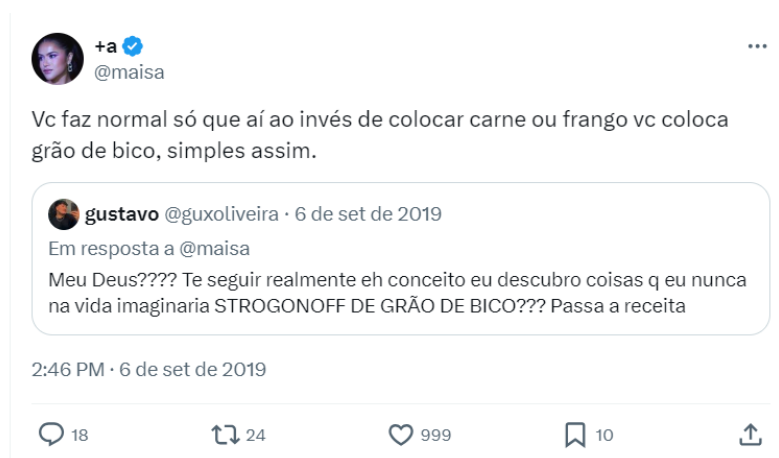 +a
@maisa
Vc faz normal só que aí ao invés de colocar carne ou frango vc coloca
grão de bico, simples assim.
gustavo @guxoliveira · 6 de set de 2019
Em resposta a @maisa
Meu Deus???? Te seguir realmente eh conceito eu descubro coisas q eu nunca
na vida imaginaria STROGONOFF DE GRÃO DE BICO??? Passa a receita
2:46 PM · 6 de set de 2019
18 24 999 10